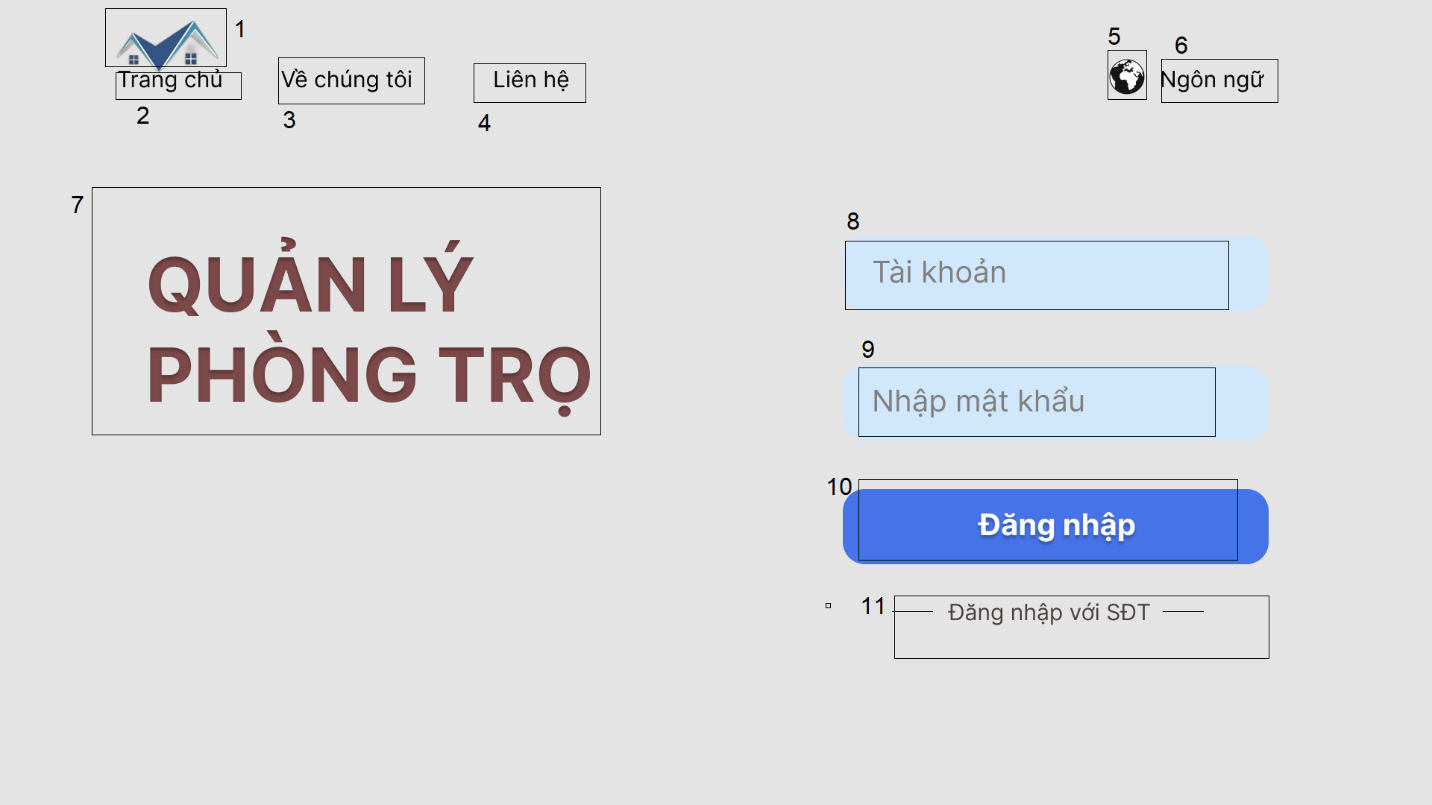 1
Trang chủ
2
Về chúng tôi
3
Liên hệ
4
5
6
Ngôn ngữ
7
QUẢN LÝ
PHÒNG TRỌ
8
Tài khoản
9
Nhập mật khẩu
10
Đăng nhập
11
Đăng nhập với SĐT